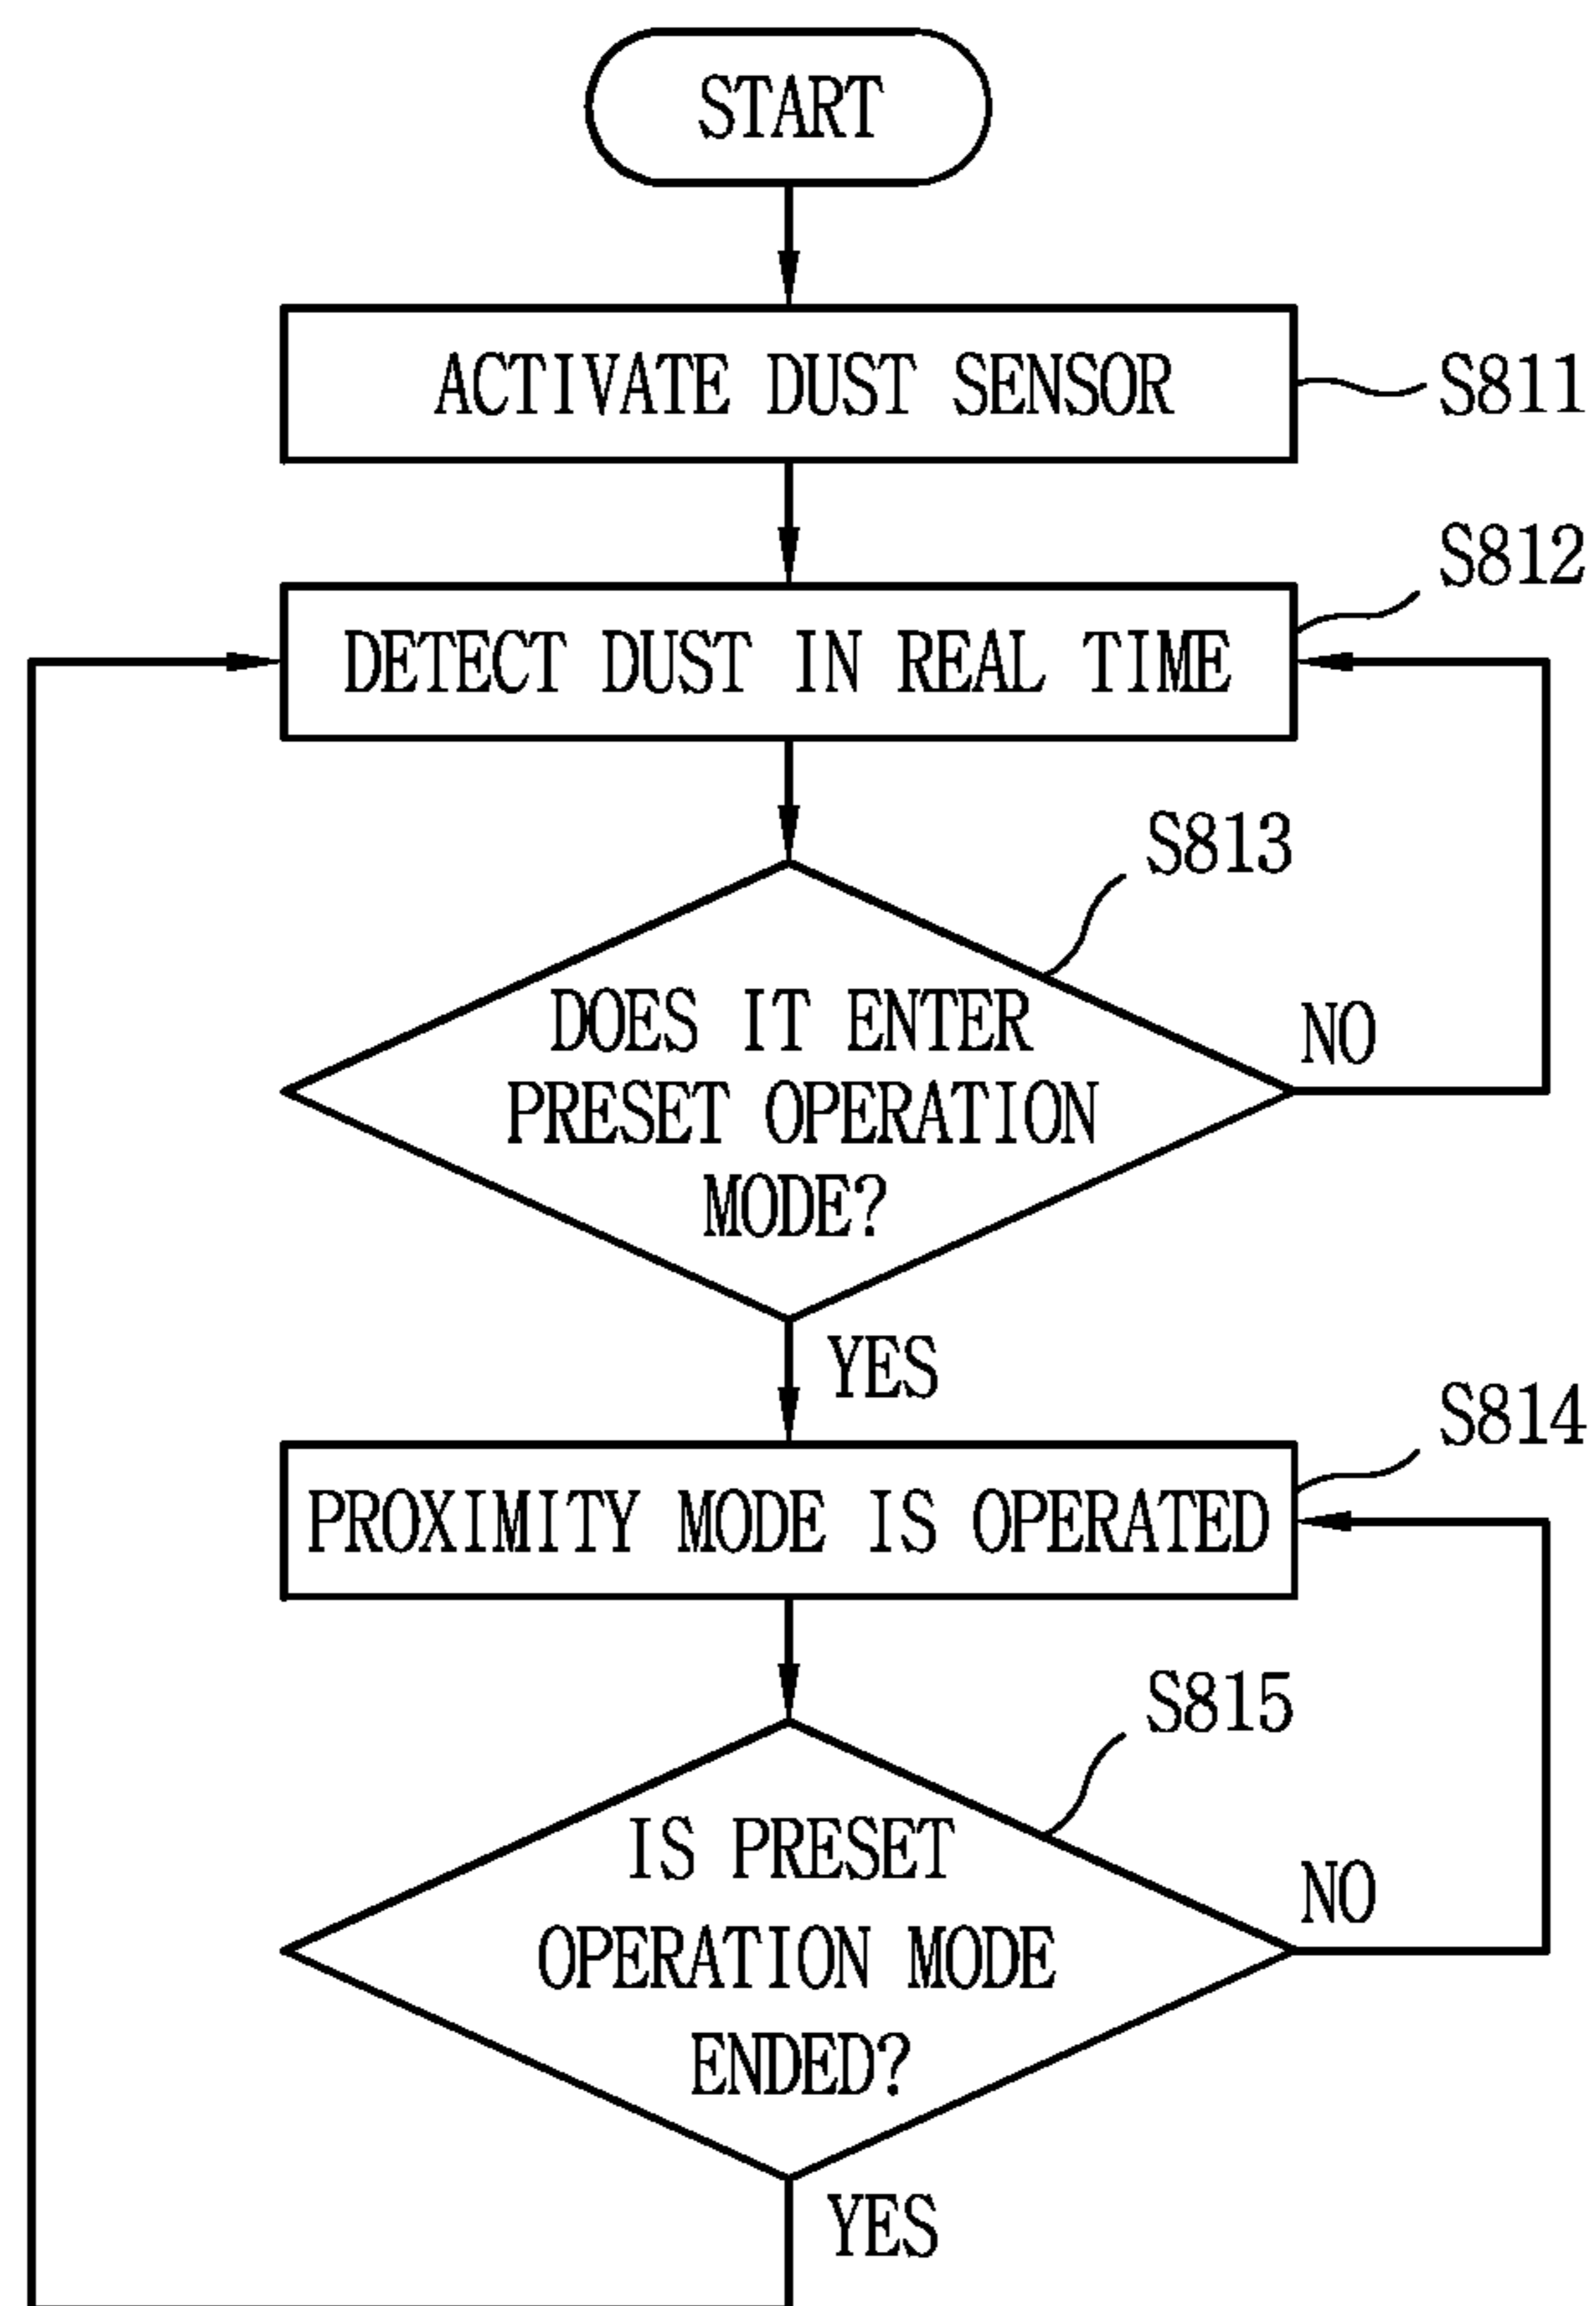 START
ACTIVATE DUST SENSOR
S811
S812
DETECT DUST IN REAL TIME
S813
DOES IT ENTER
PRESET OPERATION
MODE?
NO
YES
S814
PROXIMITY MODE IS OPERATED
S815
IS PRESET
OPERATION MODE
ENDED?
NO
YES